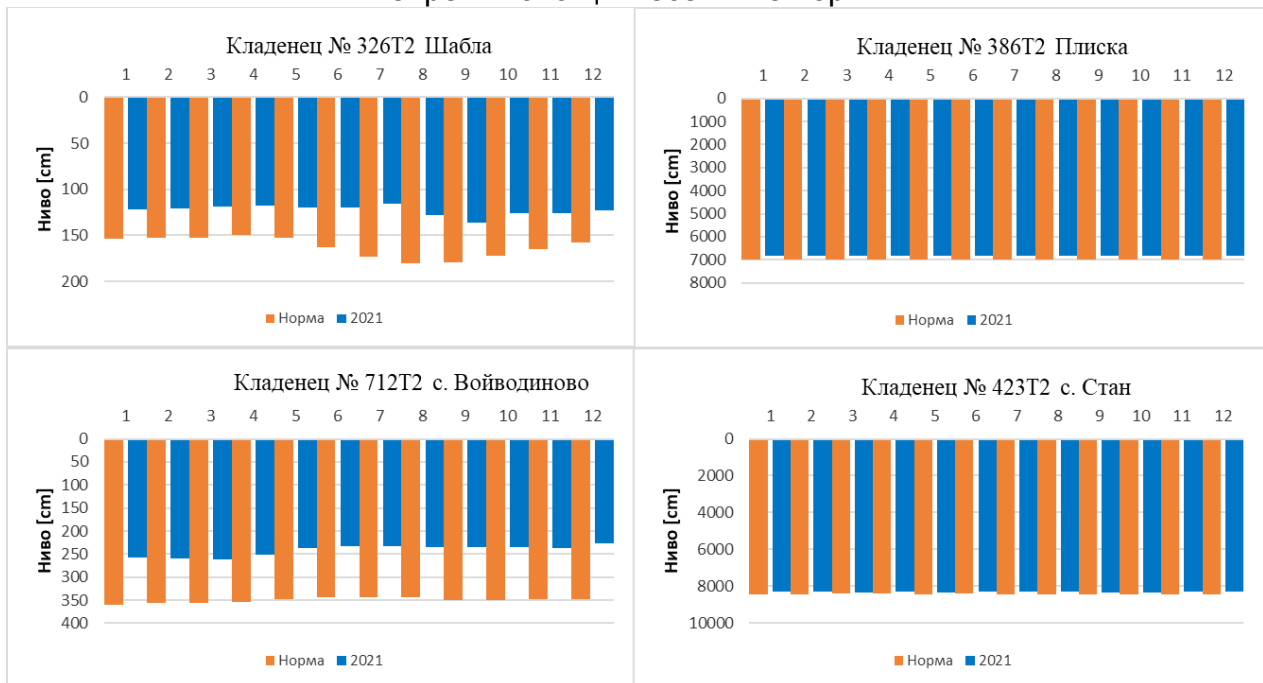 Кладенец № 326Т2 Шабла
1 2 3 4 5 6 7 8 9 10 11 12
0
50
100
150
200
Ниво [cm]
Норма 2021
Кладенец № 386Т2 Плиска
1 2 3 4 5 6 7 8 9 10 11 12
0
1000
2000
3000
4000
5000
6000
7000
8000
Ниво [cm]
Норма 2021
Кладенец № 712Т2 с. Войводиново
1 2 3 4 5 6 7 8 9 10 11 12
0
50
100
150
200
250
300
350
400
Ниво [cm]
Норма 2021
Кладенец № 423Т2 с. Стан
1 2 3 4 5 6 7 8 9 10 11 12
0
2000
4000
6000
8000
10000
Ниво [cm]
Норма 2021